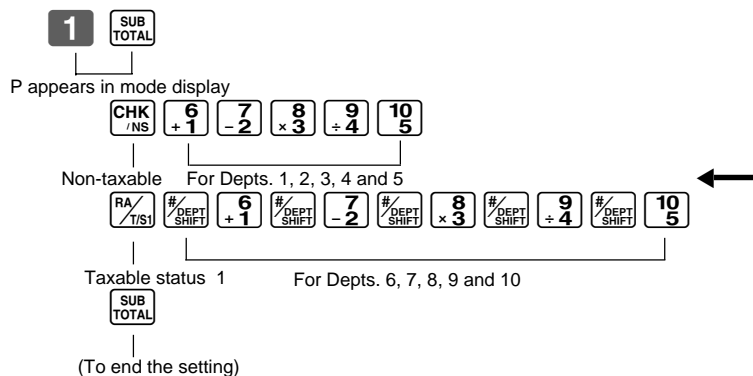 1 SUB TOTAL
P appears in mode display
CHK /NS 6 + 1 7 − 2 8 × 3 9 ÷ 4 10 5
Non-taxable For Depts. 1, 2, 3, 4 and 5
RA/T/S1 #/DEPT SHIFT 6 + 1 #/DEPT SHIFT 7 − 2 #/DEPT SHIFT 8 × 3 #/DEPT SHIFT 9 ÷ 4 #/DEPT SHIFT 10 5
Taxable status 1 For Depts. 6, 7, 8, 9 and 10
SUB TOTAL
(To end the setting)